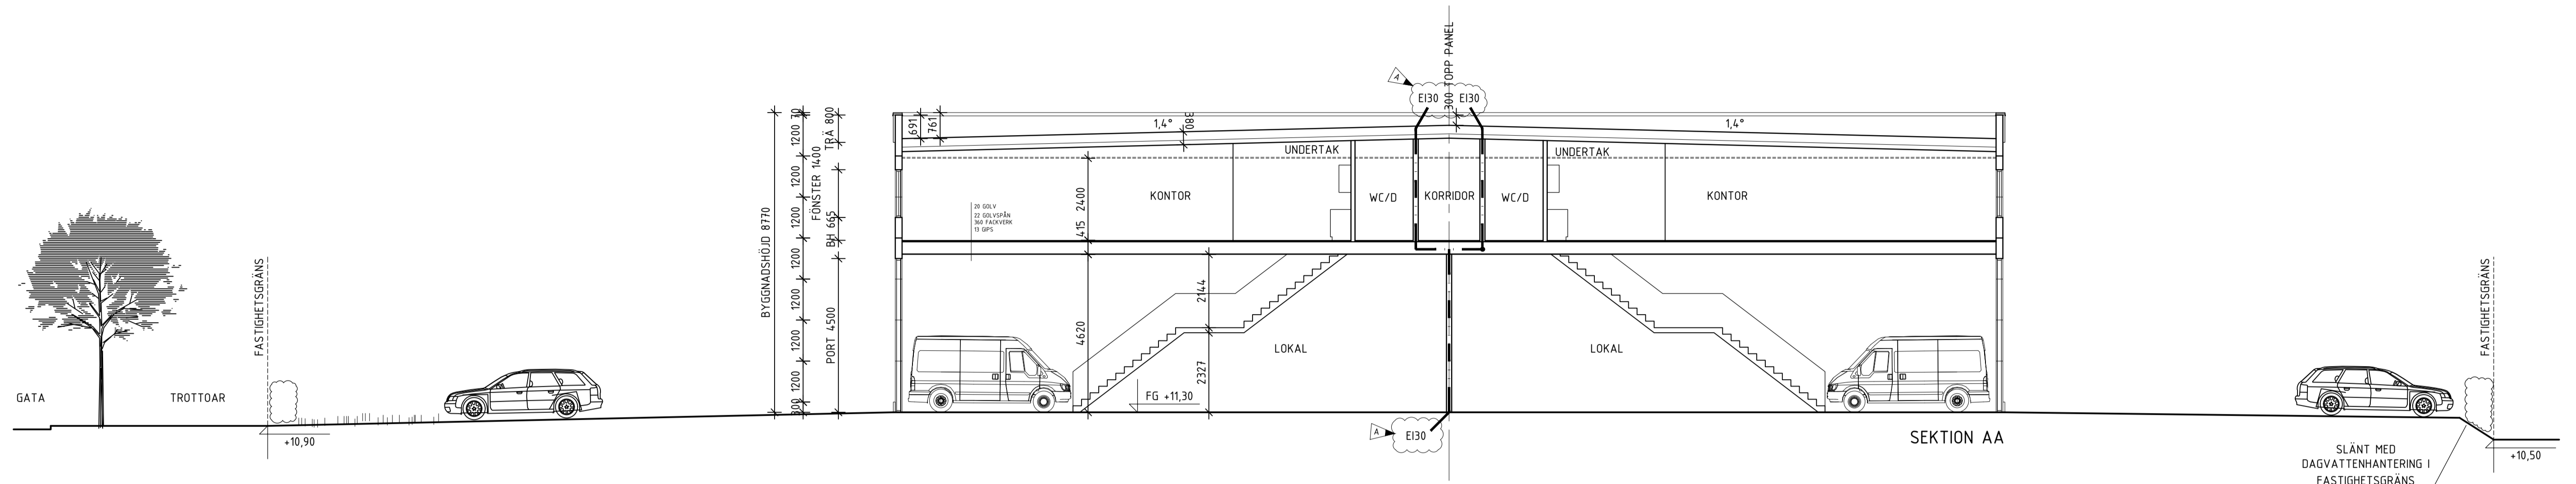 GATA
TROTTOAR
FASTIGHETSGRÄNS
+10,90
BYGGNADSHÖJD 8770
300
1200
1200
1200
1200
1200
1200
1200
70
FÖNSTER 1400
TRÄ 800
BH 665
PORT 4500
691
761
1,4°
380
20 GOLV
22 GOLVSPÅN
360 FACKVERK
13 GIPS
2400
415
4620
KONTOR
UNDERTAK
WC/D
KORRIDOR
WC/D
UNDERTAK
KONTOR
A
EI30
EI30
300 TOPP PANEL
1,4°
2144
2327
LOKAL
FG +11,30
LOKAL
A
EI30
SEKTION AA
FASTIGHETSGRÄNS
+10,50
SLÄNT MED
DAGVATTENHANTERING I
FASTIGHETSGRÄNS